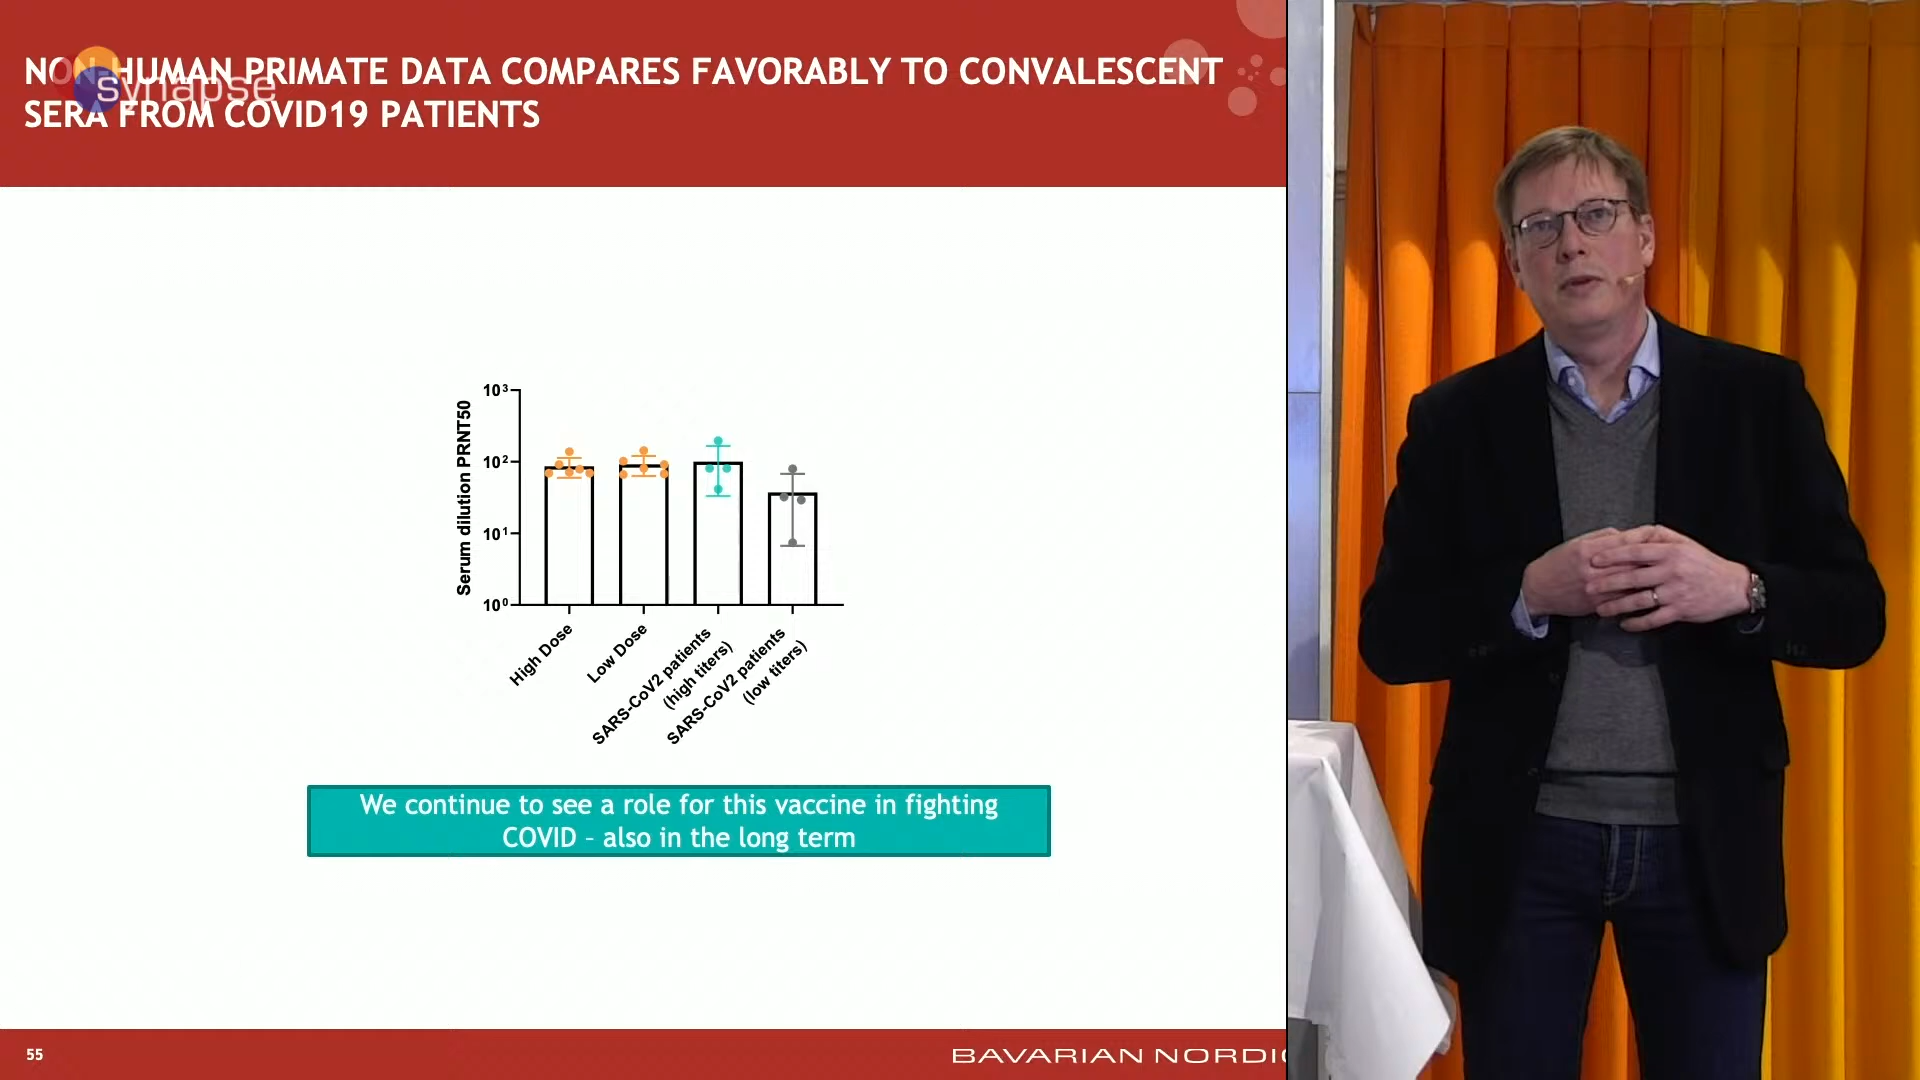 NON-HUMAN PRIMATE DATA COMPARES FAVORABLY TO CONVALESCENT
SERA FROM COVID19 PATIENTS
synapse
Serum dilution PRNT50
10³
10²
10¹
10⁰
High Dose
Low Dose
SARS-CoV2 patients
(high titers)
SARS-CoV2 patients
(low titers)
We continue to see a role for this vaccine in fighting
COVID – also in the long term
55
BAVARIAN NORDIC